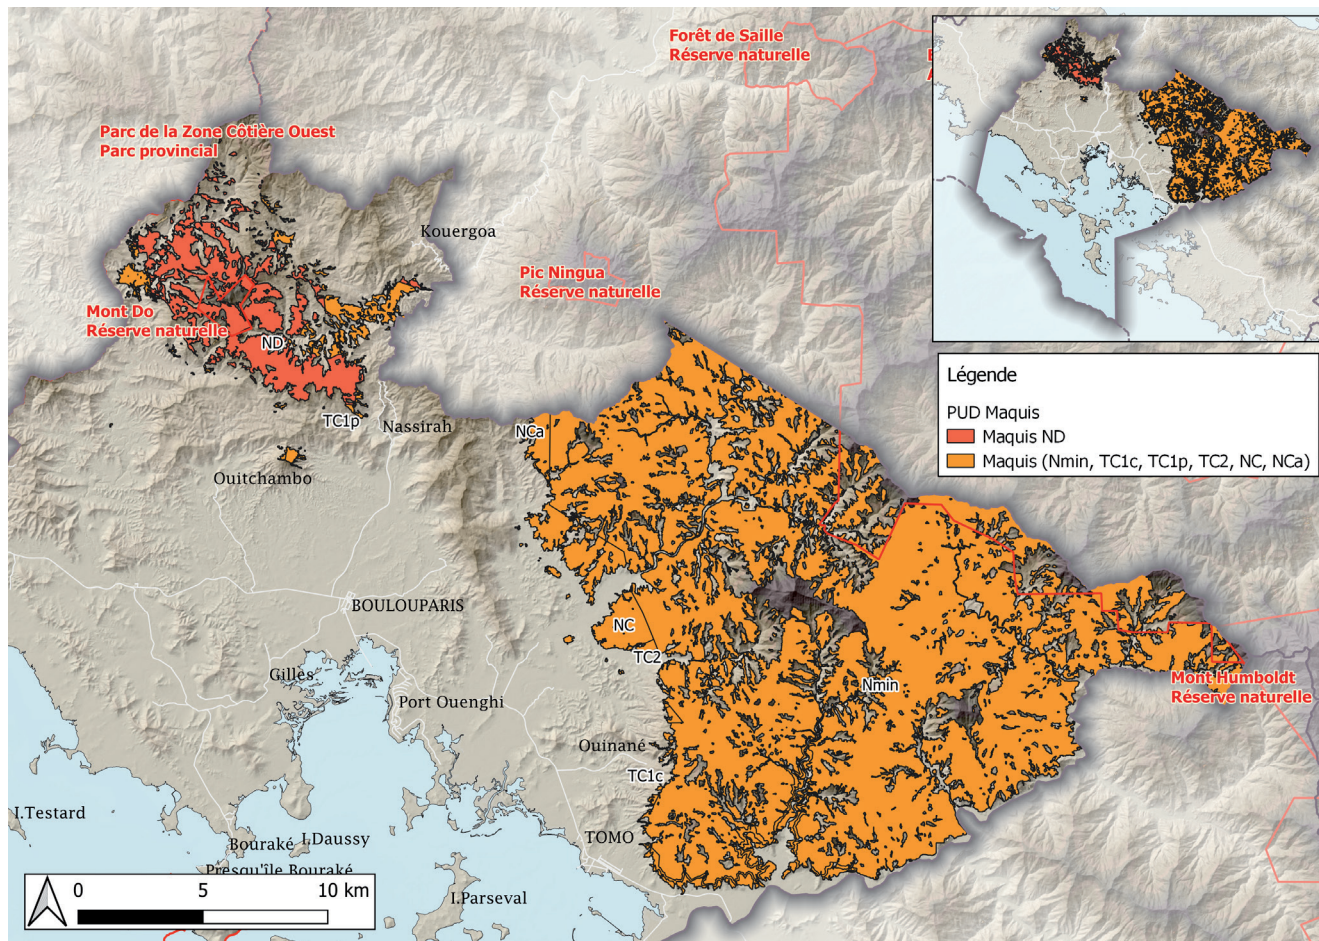 Forêt de Saille
Réserve naturelle
Parc de la Zone Côtière Ouest
Parc provincial
Kouergoa
Pic Ningua
Réserve naturelle
Mont Do
Réserve naturelle
ND
TC1p
Nassirah
NCa
Ouitchambo
Légende
PUD Maquis
Maquis ND
Maquis (Nmin, TC1c, TC1p, TC2, NC, NCa)
BOULOUPARIS
NC
TC2
Gilles
Nmin
Mont Humboldt
Réserve naturelle
Port Ouenghi
Ouinané
TC1c
I.Testard
TOMO
Bouraké
I.Daussy
Presqu'île Bouraké
I.Parseval
0 5 10 km